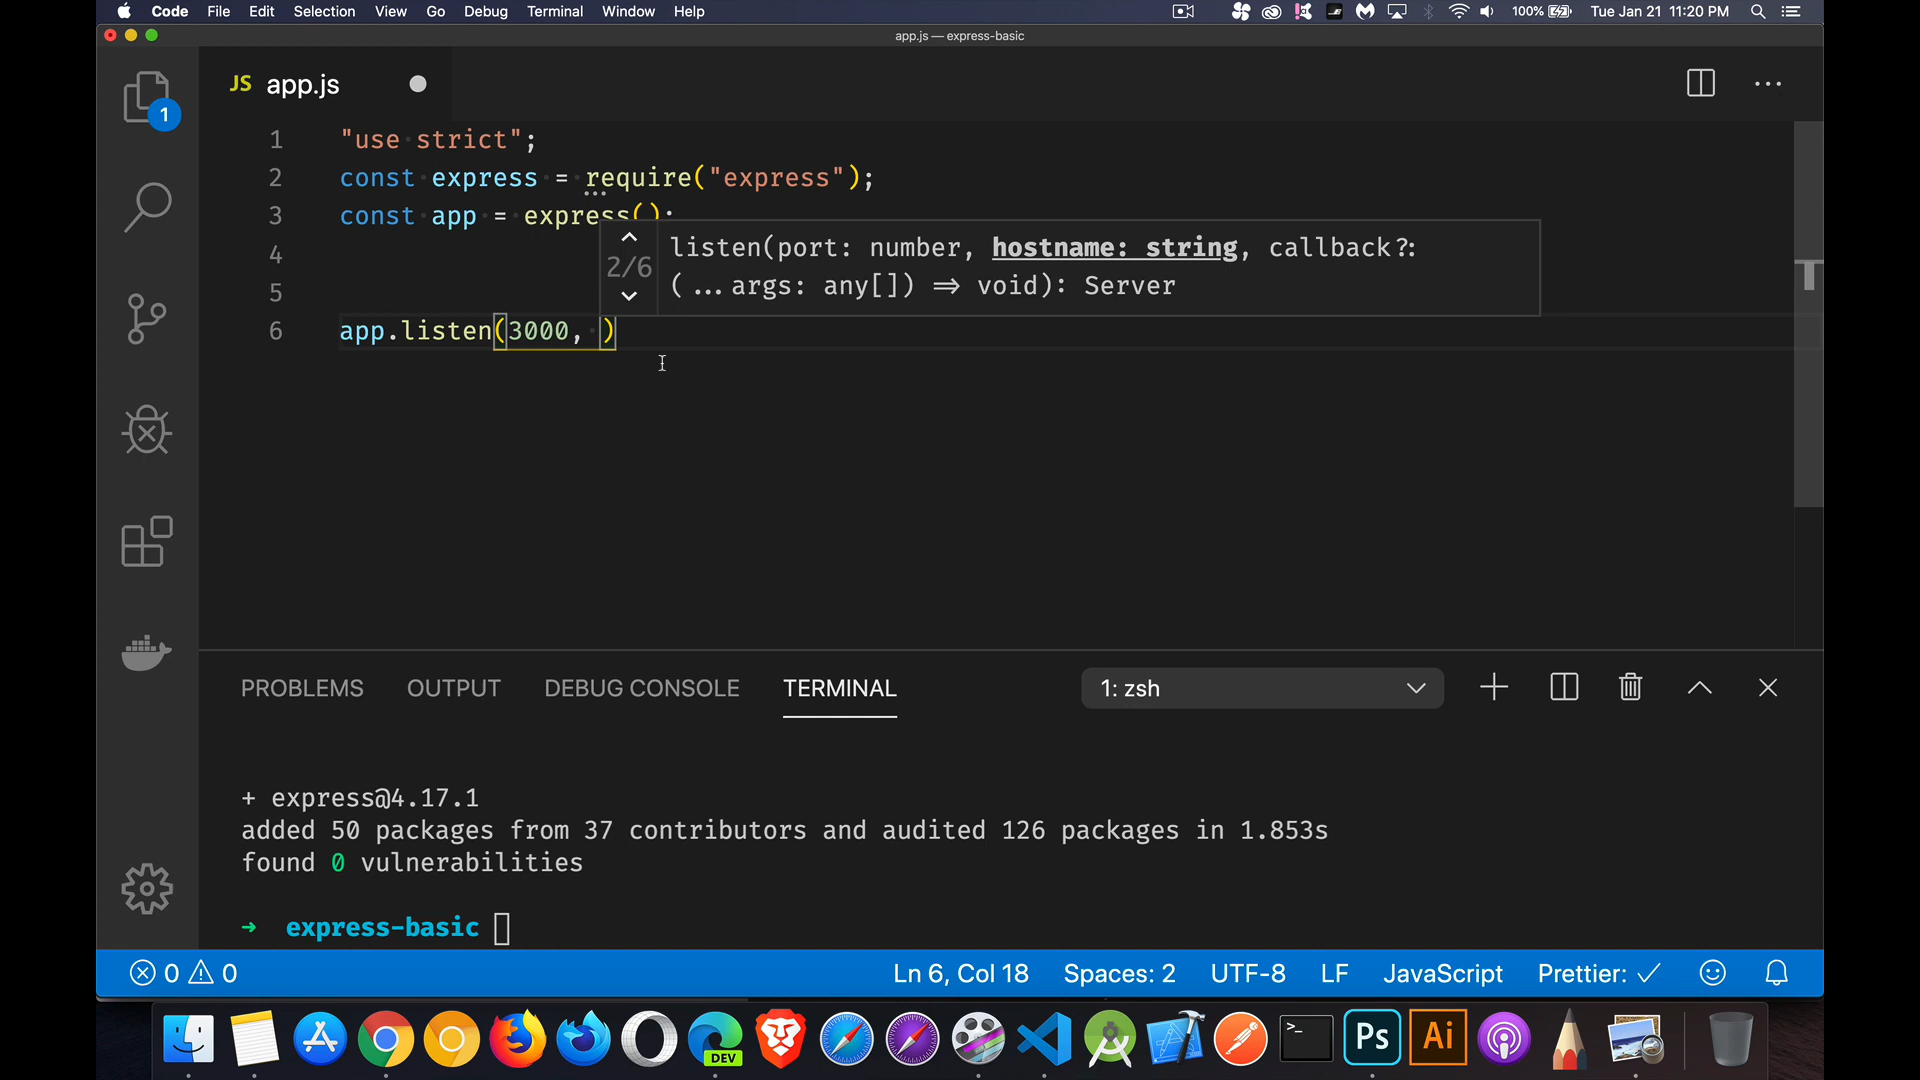 Code File Edit Selection View Go Debug Terminal Window Help 100% Tue Jan 21 11:20 PM
app.js — express-basic
JS app.js
1
1 "use strict";
2 const express = require("express");
3 const app = express();
4
5
6 app.listen(3000, )
2/6
listen(port: number, hostname: string, callback?:
(...args: any[]) => void): Server
PROBLEMS OUTPUT DEBUG CONSOLE TERMINAL 1: zsh
+ express@4.17.1
added 50 packages from 37 contributors and audited 126 packages in 1.853s
found 0 vulnerabilities
➜ express-basic
0 0 Ln 6, Col 18 Spaces: 2 UTF-8 LF JavaScript Prettier: ✓
DEV >_ Ps Ai